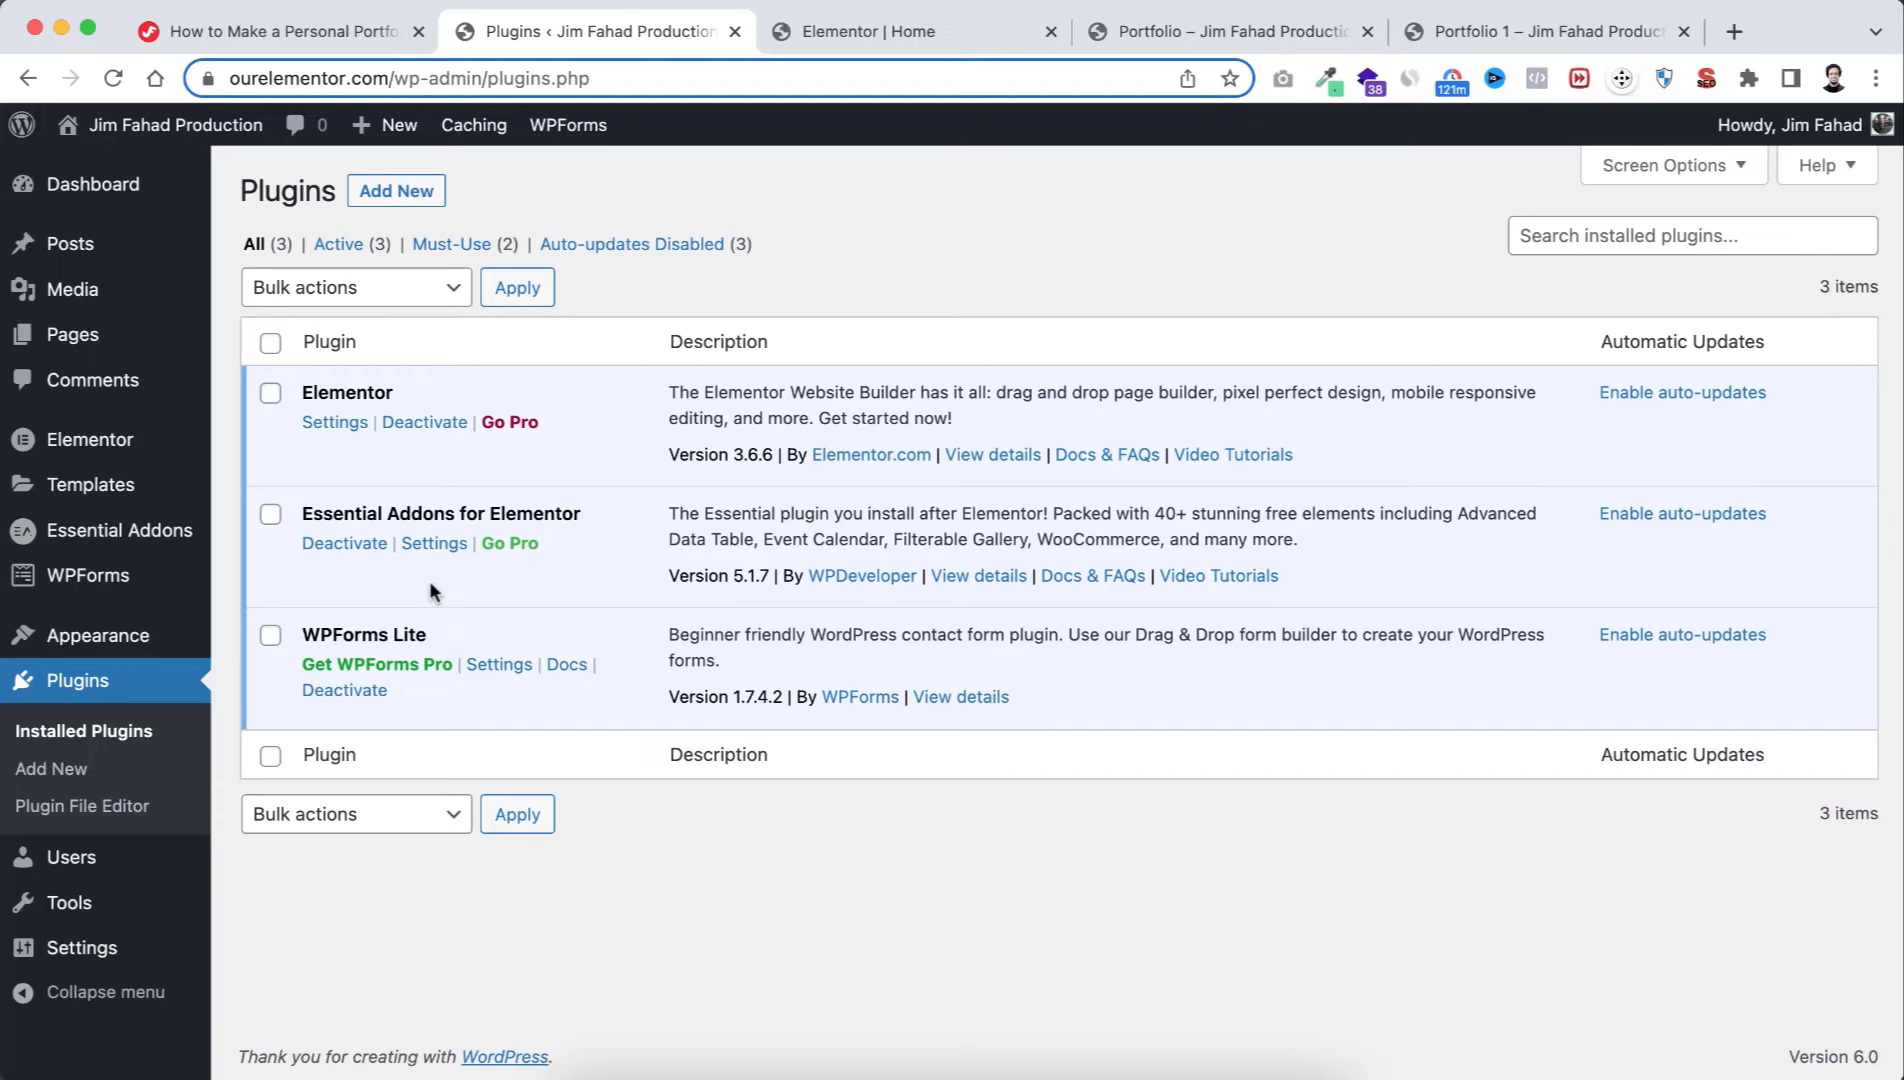 How to Make a Personal Portfo
Plugins ‹ Jim Fahad Production
Elementor | Home
Portfolio – Jim Fahad Productio
Portfolio 1 – Jim Fahad Product
ourelementor.com/wp-admin/plugins.php
38
121m
SEO
Jim Fahad Production
0
New
Caching
WPForms
Howdy, Jim Fahad
Dashboard
Posts
Media
Pages
Comments
Elementor
Templates
Essential Addons
WPForms
Appearance
Plugins
Installed Plugins
Add New
Plugin File Editor
Users
Tools
Settings
Collapse menu
Screen Options
Help
Plugins
Add New
All (3) | Active (3) | Must-Use (2) | Auto-updates Disabled (3)
Search installed plugins...
Bulk actions
Apply
3 items
Plugin
Description
Automatic Updates
Elementor
Settings | Deactivate | Go Pro
The Elementor Website Builder has it all: drag and drop page builder, pixel perfect design, mobile responsive
editing, and more. Get started now!
Version 3.6.6 | By Elementor.com | View details | Docs & FAQs | Video Tutorials
Enable auto-updates
Essential Addons for Elementor
Deactivate | Settings | Go Pro
The Essential plugin you install after Elementor! Packed with 40+ stunning free elements including Advanced
Data Table, Event Calendar, Filterable Gallery, WooCommerce, and many more.
Version 5.1.7 | By WPDeveloper | View details | Docs & FAQs | Video Tutorials
Enable auto-updates
WPForms Lite
Get WPForms Pro | Settings | Docs |
Deactivate
Beginner friendly WordPress contact form plugin. Use our Drag & Drop form builder to create your WordPress
forms.
Version 1.7.4.2 | By WPForms | View details
Enable auto-updates
Plugin
Description
Automatic Updates
Bulk actions
Apply
3 items
Thank you for creating with WordPress.
Version 6.0